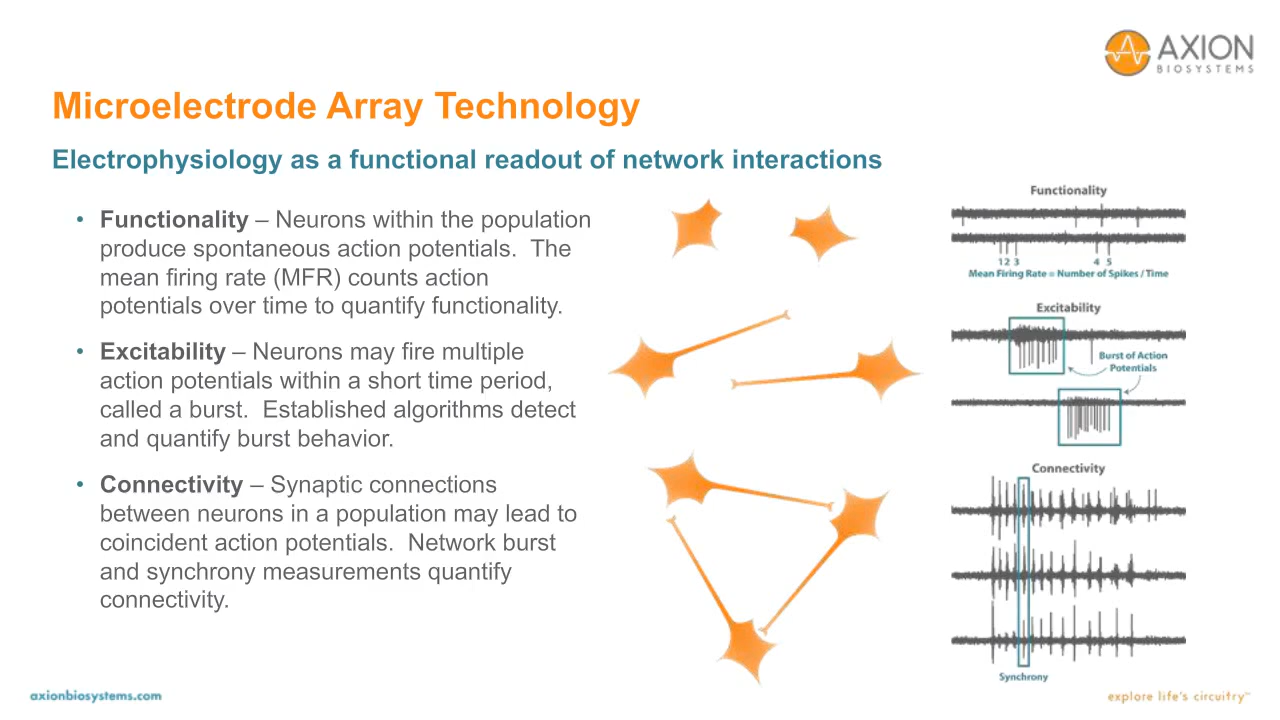 AXION
BIOSYSTEMS
Microelectrode Array Technology
Electrophysiology as a functional readout of network interactions
• Functionality – Neurons within the population
produce spontaneous action potentials.  The
mean firing rate (MFR) counts action
potentials over time to quantify functionality.
• Excitability – Neurons may fire multiple
action potentials within a short time period,
called a burst.  Established algorithms detect
and quantify burst behavior.
• Connectivity – Synaptic connections
between neurons in a population may lead to
coincident action potentials.  Network burst
and synchrony measurements quantify
connectivity.
Functionality
1 2 3 4 5
Mean Firing Rate = Number of Spikes / Time
Excitability
Burst of Action
Potentials
Connectivity
Synchrony
axionbiosystems.com
explore life's circuitry™